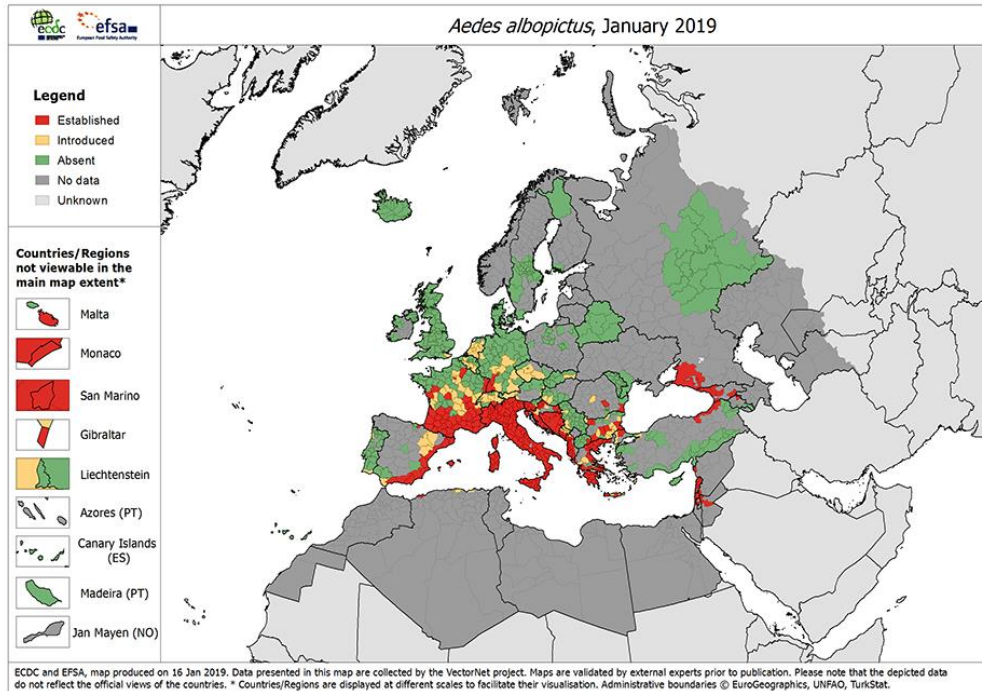 ecdc
efsa
European Food Safety Authority
Aedes albopictus, January 2019
Legend
Established
Introduced
Absent
No data
Unknown
Countries/Regions
not viewable in the
main map extent*
Malta
Monaco
San Marino
Gibraltar
Liechtenstein
Azores (PT)
Canary Islands
(ES)
Madeira (PT)
Jan Mayen (NO)
ECDC and EFSA, map produced on 16 Jan 2019. Data presented in this map are collected by the VectorNet project. Maps are validated by external experts prior to publication. Please note that the depicted data
do not reflect the official views of the countries. * Countries/Regions are displayed at different scales to facilitate their visualisation. Administrative boundaries © EuroGeographics, UNFAO, TurkStat.